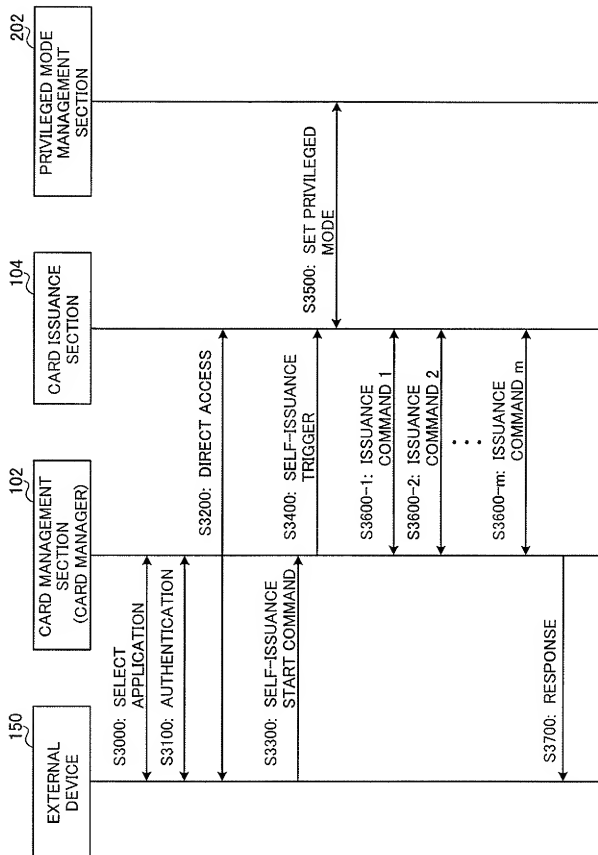 150
EXTERNAL
DEVICE
102
CARD MANAGEMENT
SECTION
(CARD MANAGER)
104
CARD ISSUANCE
SECTION
202
PRIVILEGED MODE
MANAGEMENT
SECTION
S3000: SELECT
APPLICATION
S3100: AUTHENTICATION
S3200: DIRECT ACCESS
S3300: SELF-ISSUANCE
START COMMAND
S3400: SELF-ISSUANCE
TRIGGER
S3500: SET PRIVILEGED
MODE
S3600-1: ISSUANCE
COMMAND 1
S3600-2: ISSUANCE
COMMAND 2
...
S3600-m: ISSUANCE
COMMAND m
S3700: RESPONSE